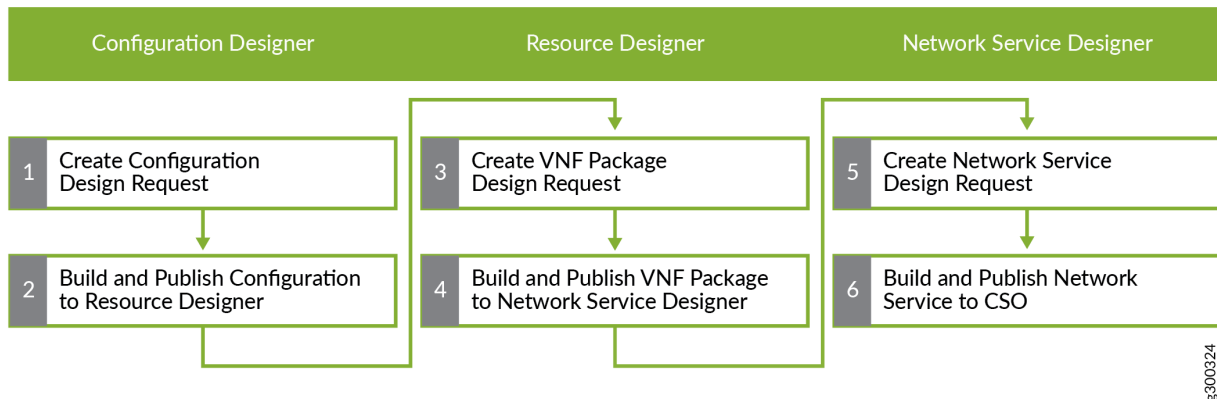 Configuration Designer
Resource Designer
Network Service Designer
1
Create Configuration
Design Request
2
Build and Publish Configuration
to Resource Designer
3
Create VNF Package
Design Request
4
Build and Publish VNF Package
to Network Service Designer
5
Create Network Service
Design Request
6
Build and Publish Network
Service to CSO
g300324